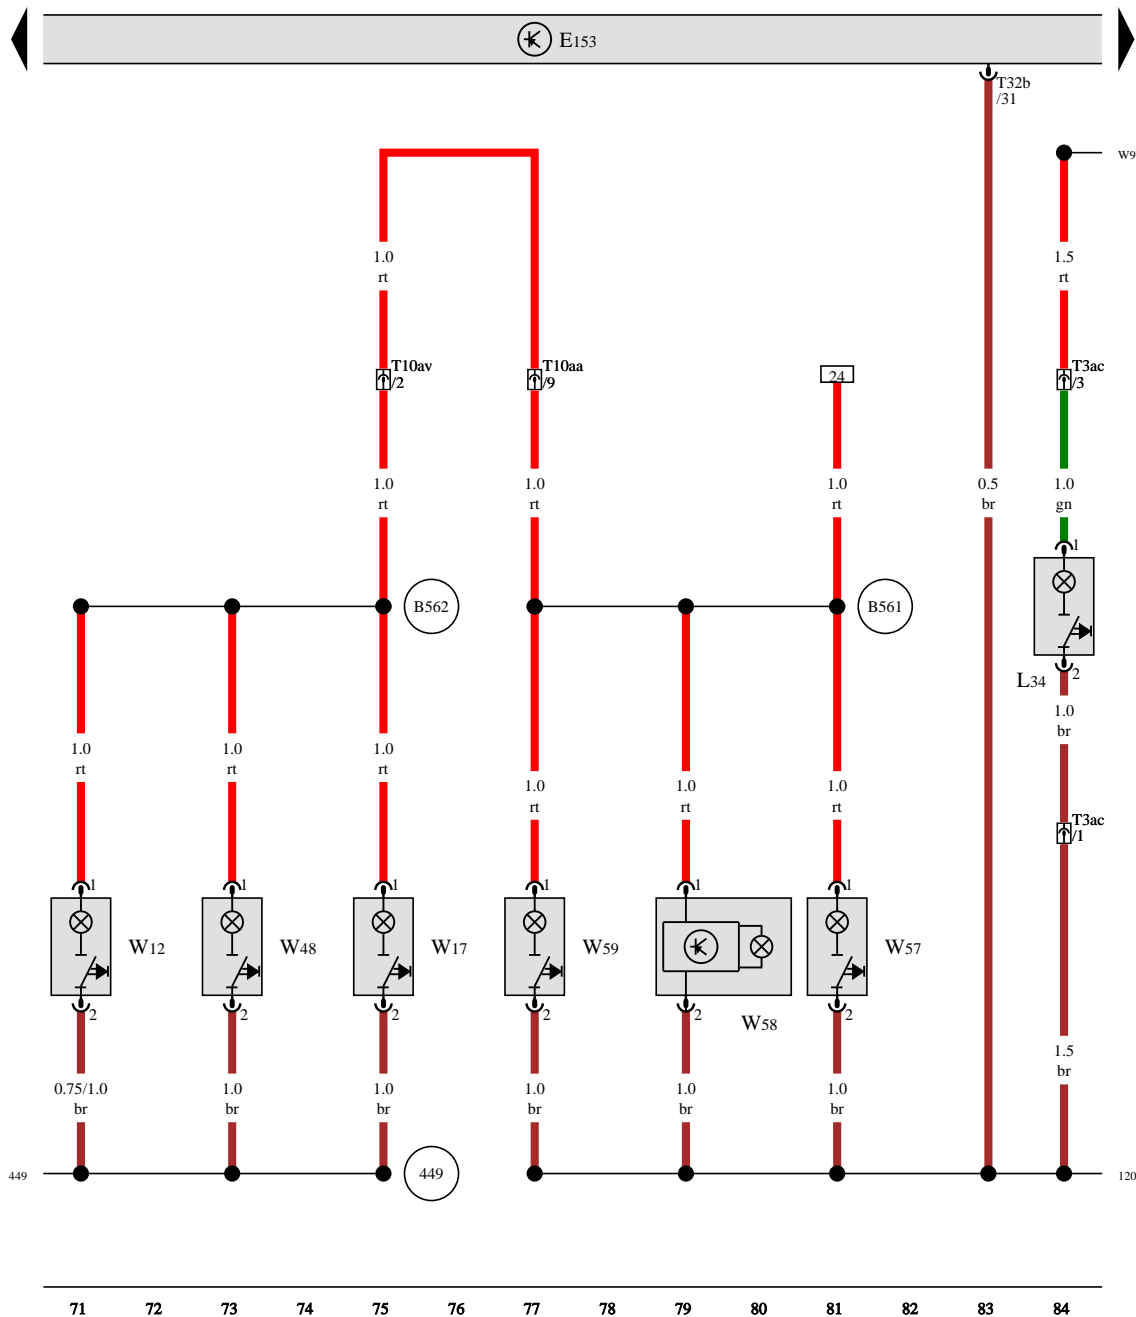 E153
T32b
/31
W9
1.0
rt
1.5
rt
T10av
/2
T10aa
/9
24
T3ac
/3
1.0
rt
1.0
rt
1.0
rt
0.5
br
1.0
gn
1
B562
B561
2
L34
1.0
br
1.0
rt
1.0
rt
1.0
rt
1.0
rt
1.0
rt
1.0
rt
T3ac
/1
1
1
1
1
1
1
W12
W48
W17
W59
W57
2
2
2
2
2
2
W58
1.5
br
0.75/1.0
br
1.0
br
1.0
br
1.0
br
1.0
br
1.0
br
449
449
120
71 72 73 74 75 76 77 78 79 80 81 82 83 84